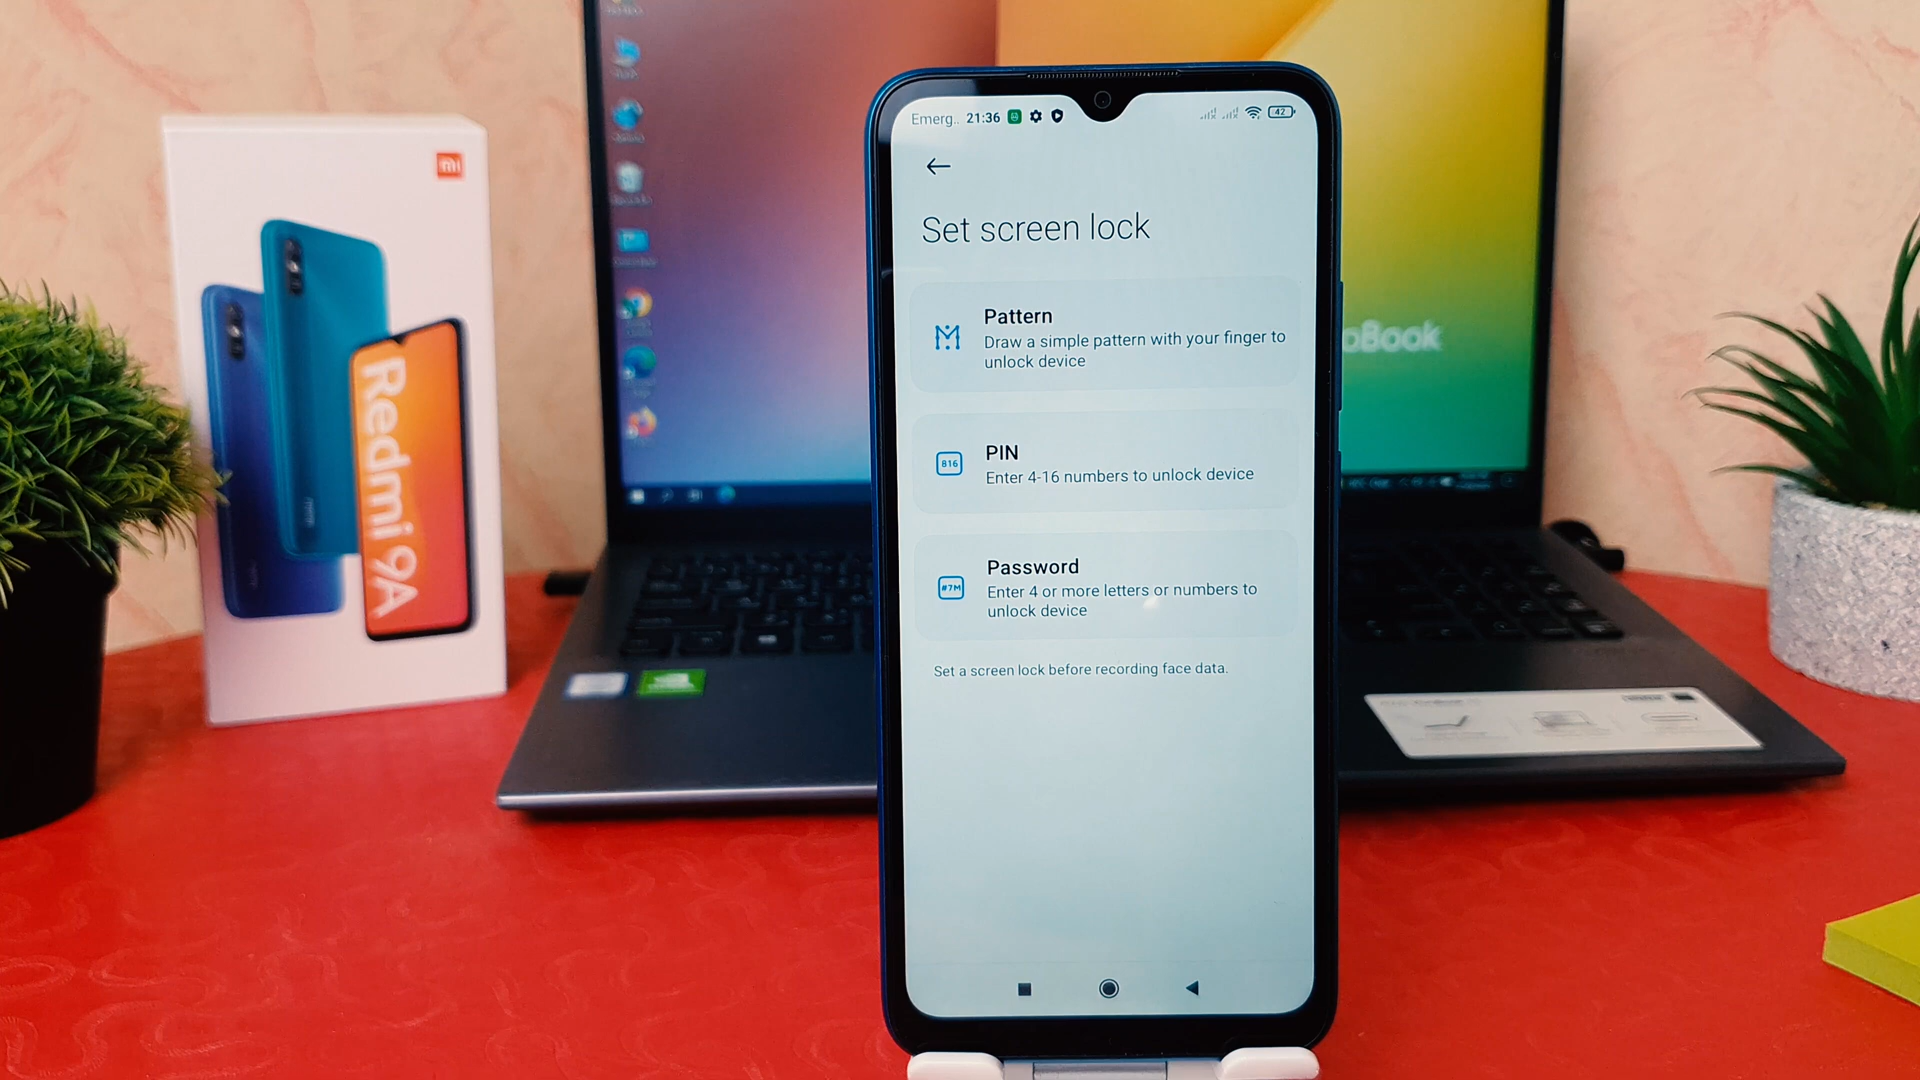 mi
Redmi 9A
oBook
Emerg.. 21:36
42
Set screen lock
Pattern
Draw a simple pattern with your finger to
unlock device
816
PIN
Enter 4-16 numbers to unlock device
#7M
Password
Enter 4 or more letters or numbers to
unlock device
Set a screen lock before recording face data.